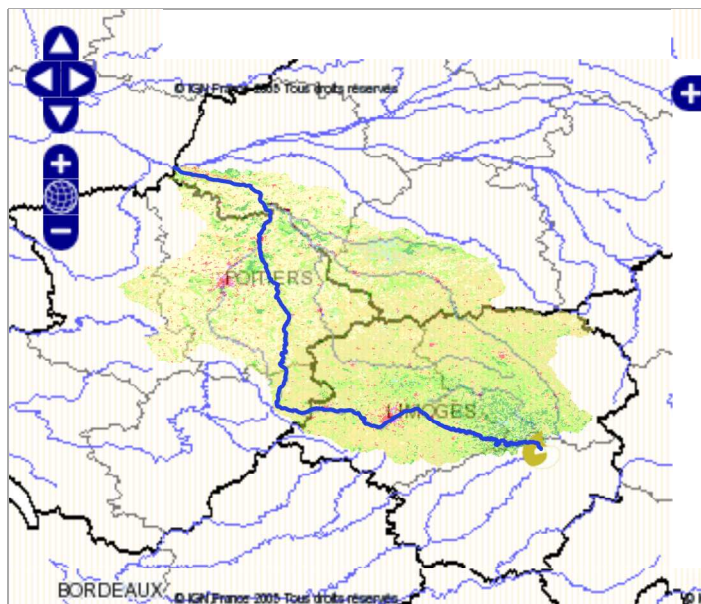 © IGN France 2005 Tous droits réservés
POITIERS
LIMOGES
BORDEAUX
© IGN France 2005 Tous droits réservés